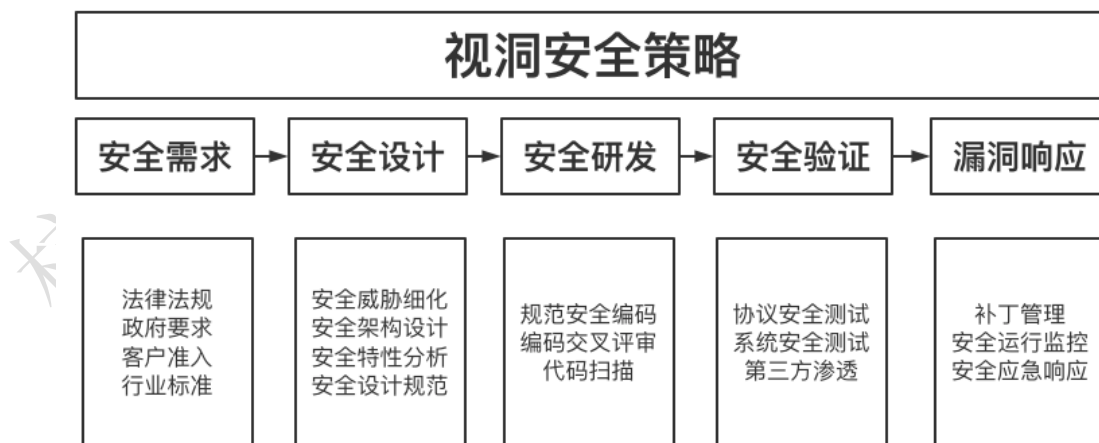 视洞安全策略
安全需求
安全设计
安全研发
安全验证
漏洞响应
法律法规
政府要求
客户准入
行业标准
安全威胁细化
安全架构设计
安全特性分析
安全设计规范
规范安全编码
编码交叉评审
代码扫描
协议安全测试
系统安全测试
第三方渗透
补丁管理
安全运行监控
安全应急响应